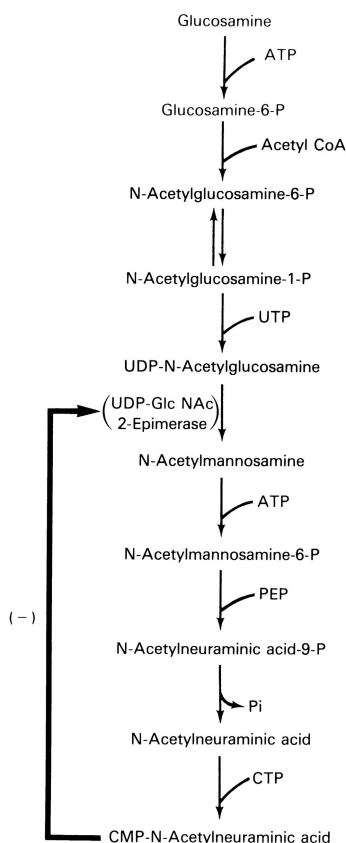 Glucosamine
ATP
Glucosamine-6-P
Acetyl CoA
N-Acetylglucosamine-6-P
N-Acetylglucosamine-1-P
UTP
UDP-N-Acetylglucosamine
(UDP-Glc NAc
2-Epimerase)
N-Acetylmannosamine
ATP
N-Acetylmannosamine-6-P
PEP
(-)
N-Acetylneuraminic acid-9-P
Pi
N-Acetylneuraminic acid
CTP
CMP-N-Acetylneuraminic acid